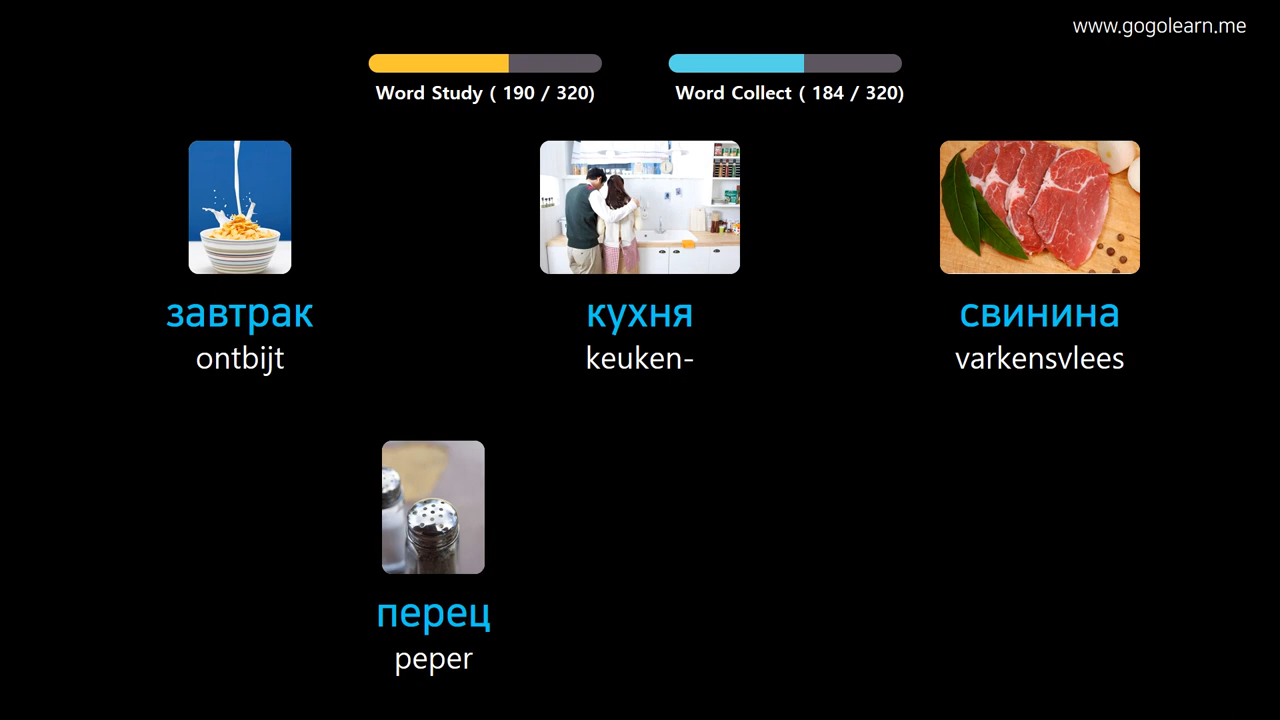 www.gogolearn.me
Word Study ( 190 / 320)
Word Collect ( 184 / 320)
завтрак
ontbijt
кухня
keuken-
свинина
varkensvlees
перец
peper